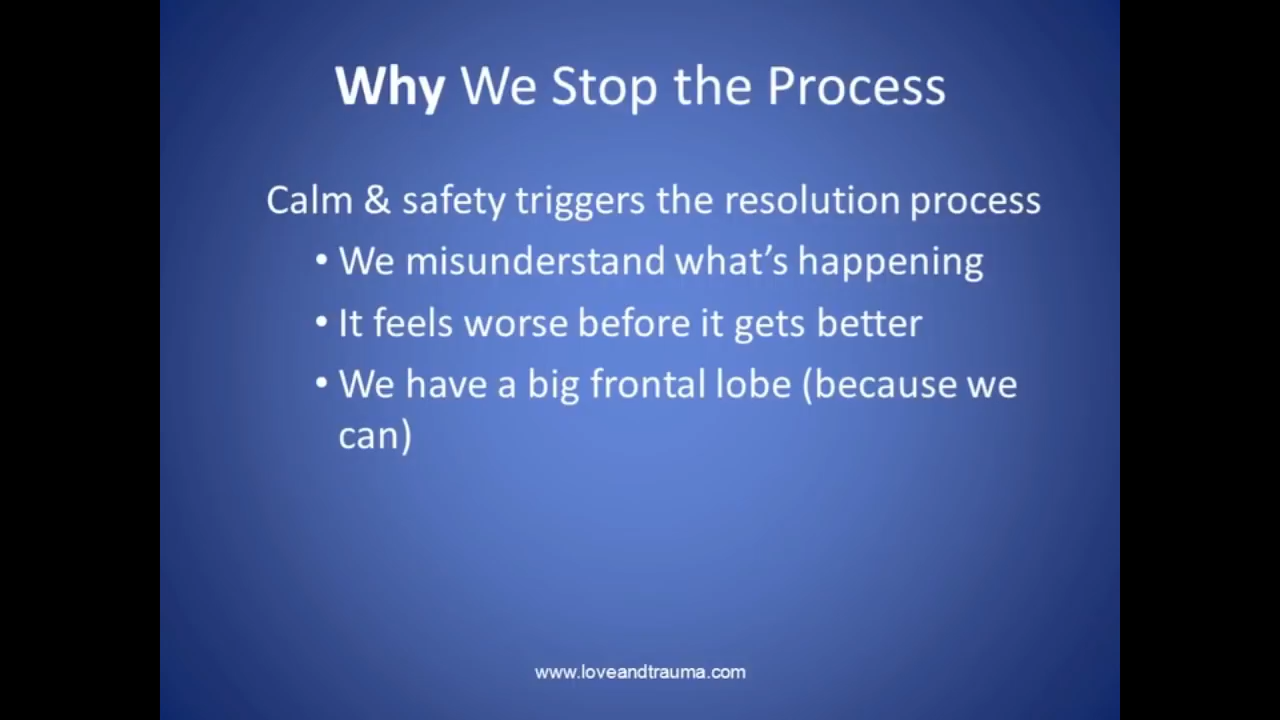 Why We Stop the Process
Calm & safety triggers the resolution process
• We misunderstand what’s happening
• It feels worse before it gets better
• We have a big frontal lobe (because we
can)
www.loveandtrauma.com